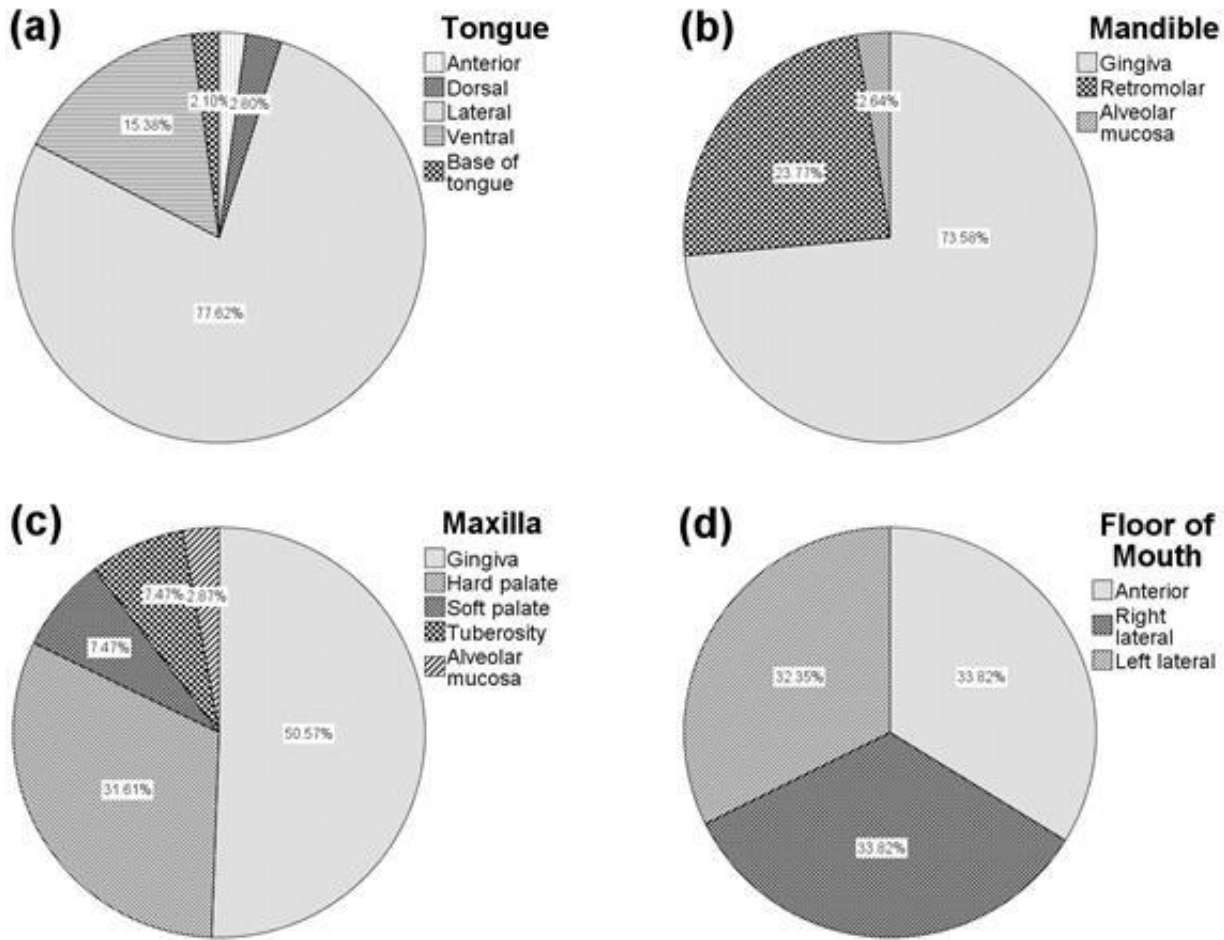 (a)
Tongue
Anterior
Dorsal
Lateral
Ventral
Base of
tongue
2.10%
2.80%
15.38%
77.62%
(b)
Mandible
Gingiva
Retromolar
Alveolar
mucosa
2.64%
23.77%
73.58%
(c)
Maxilla
Gingiva
Hard palate
Soft palate
Tuberosity
Alveolar
mucosa
7.47%
2.87%
7.47%
50.57%
31.61%
(d)
Floor of
Mouth
Anterior
Right
lateral
Left lateral
32.35%
33.82%
33.82%